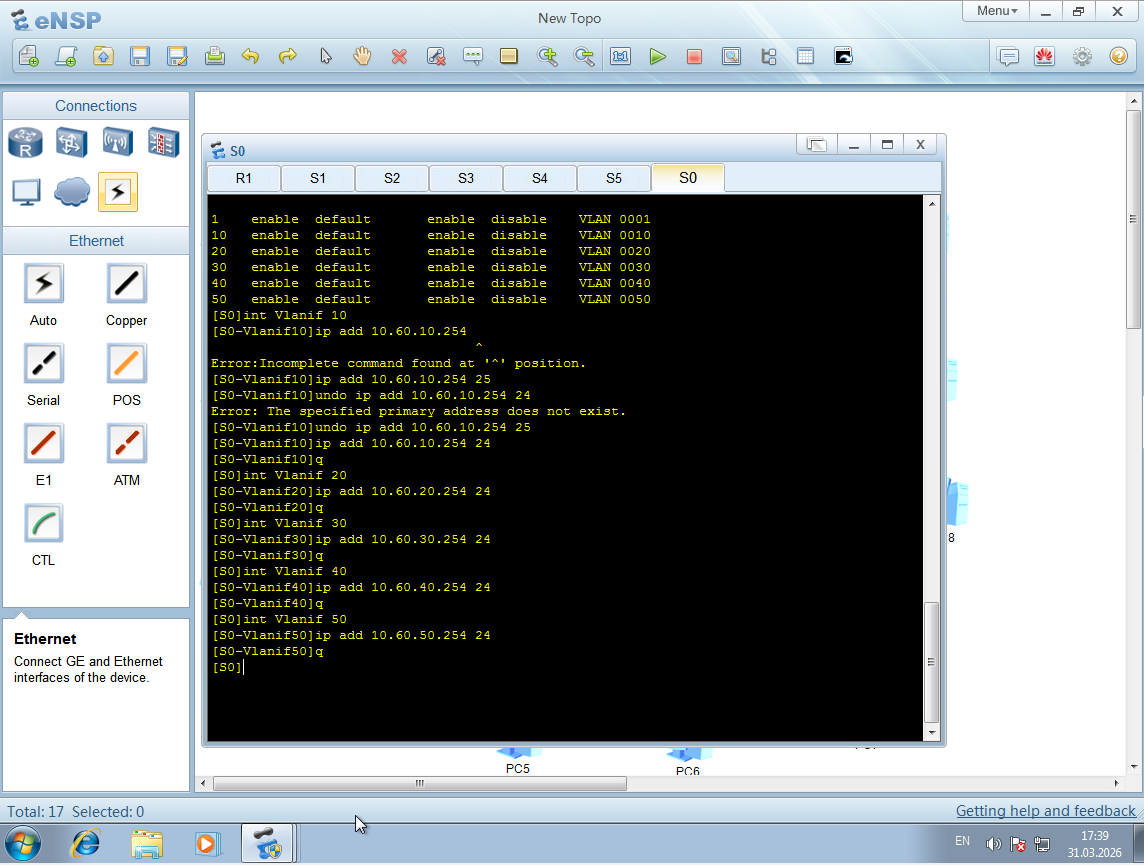 eNSP
New Topo
Menu
1:1
Connections
R
Ethernet
Auto
Copper
Serial
POS
E1
ATM
CTL
Ethernet
Connect GE and Ethernet
interfaces of the device.
S0
R1 S1 S2 S3 S4 S5 S0
1 enable default enable disable VLAN 0001
10 enable default enable disable VLAN 0010
20 enable default enable disable VLAN 0020
30 enable default enable disable VLAN 0030
40 enable default enable disable VLAN 0040
50 enable default enable disable VLAN 0050
[S0]int Vlanif 10
[S0-Vlanif10]ip add 10.60.10.254
^
Error:Incomplete command found at '^' position.
[S0-Vlanif10]ip add 10.60.10.254 25
[S0-Vlanif10]undo ip add 10.60.10.254 24
Error: The specified primary address does not exist.
[S0-Vlanif10]undo ip add 10.60.10.254 25
[S0-Vlanif10]ip add 10.60.10.254 24
[S0-Vlanif10]q
[S0]int Vlanif 20
[S0-Vlanif20]ip add 10.60.20.254 24
[S0-Vlanif20]q
[S0]int Vlanif 30
[S0-Vlanif30]ip add 10.60.30.254 24
[S0-Vlanif30]q
[S0]int Vlanif 40
[S0-Vlanif40]ip add 10.60.40.254 24
[S0-Vlanif40]q
[S0]int Vlanif 50
[S0-Vlanif50]ip add 10.60.50.254 24
[S0-Vlanif50]q
[S0]
8
PC5
PC6
Total: 17 Selected: 0
Getting help and feedback
EN
17:39
31.03.2026